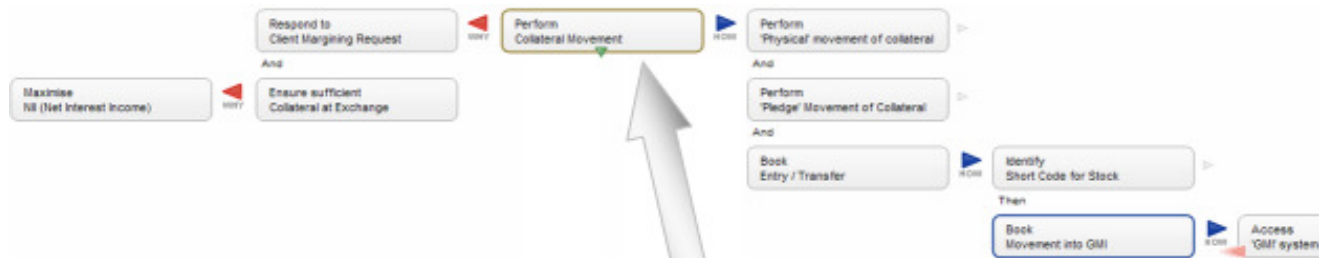 Respond to
Client Margining Request
WHY
Perform
Collateral Movement
HOW
Perform
'Physical' movement of collateral
And
And
Maximise
NII (Net Interest Income)
WHY
Ensure sufficient
Collateral at Exchange
Perform
'Pledge' Movement of Collateral
And
Book
Entry / Transfer
HOW
Identify
Short Code for Stock
Then
Book
Movement into GMI
HOW
Access
'GMI' system